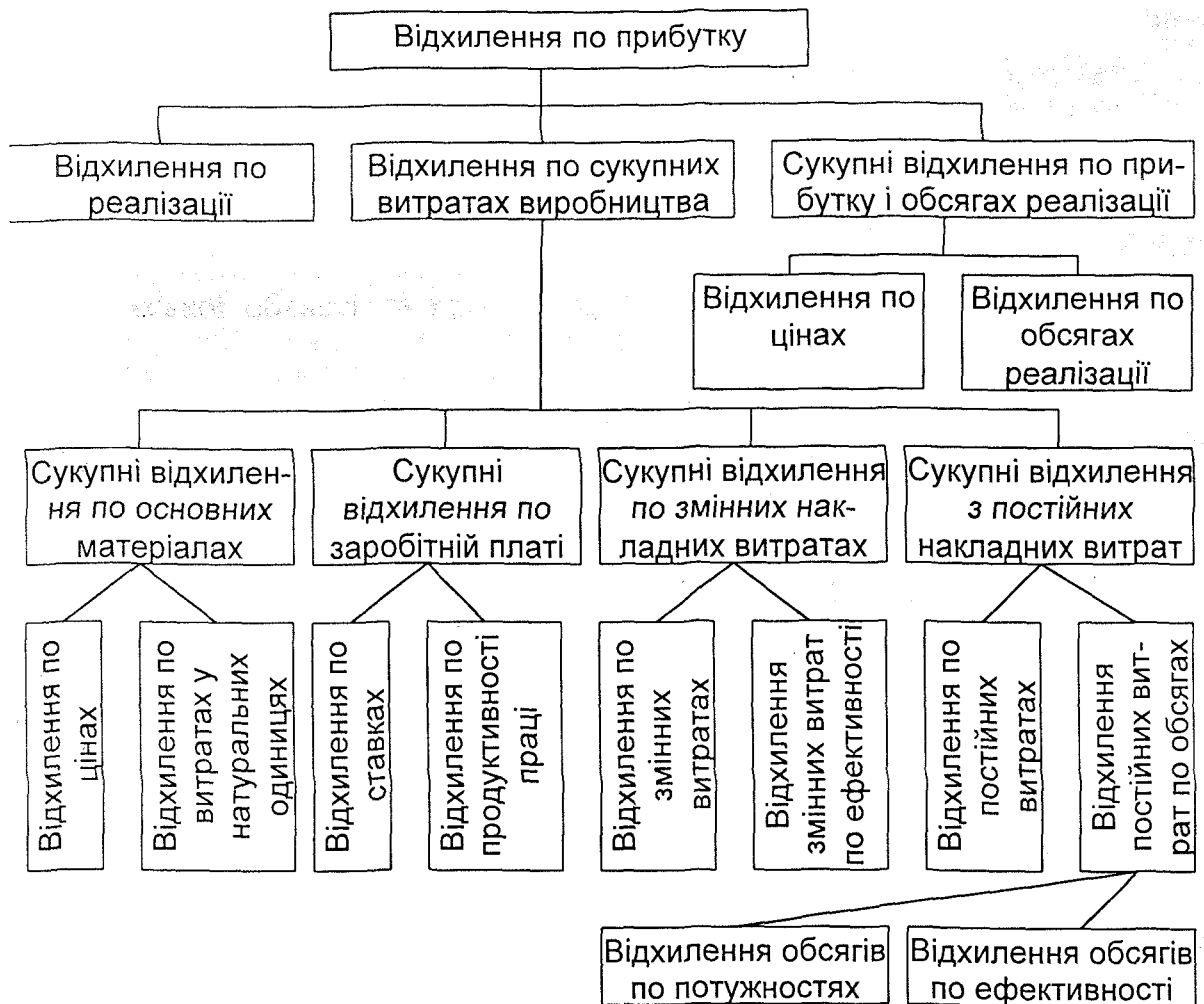 Відхилення по прибутку
Відхилення по
реалізації
Відхилення по сукупних
витратах виробництва
Сукупні відхилення по при-
бутку і обсягах реалізації
Відхилення по
цінах
Відхилення по
обсягах
реалізації
Сукупні відхилен-
ня по основних
матеріалах
Сукупні
відхилення по
заробітній платі
Сукупні відхилення
по змінних нак-
ладних витратах
Сукупні відхилення
з постійних
накладних витрат
Відхилення по
цінах
Відхилення по
витратах у
натуральних
одиницях
Відхилення по
ставках
Відхилення по
продуктивності
праці
Відхилення по
змінних
витратах
Відхилення
змінних витрат
по ефективності
Відхилення по
постійних
витратах
Відхилення
постійних вит-
рат по обсягах
Відхилення обсягів
по потужностях
Відхилення обсягів
по ефективності